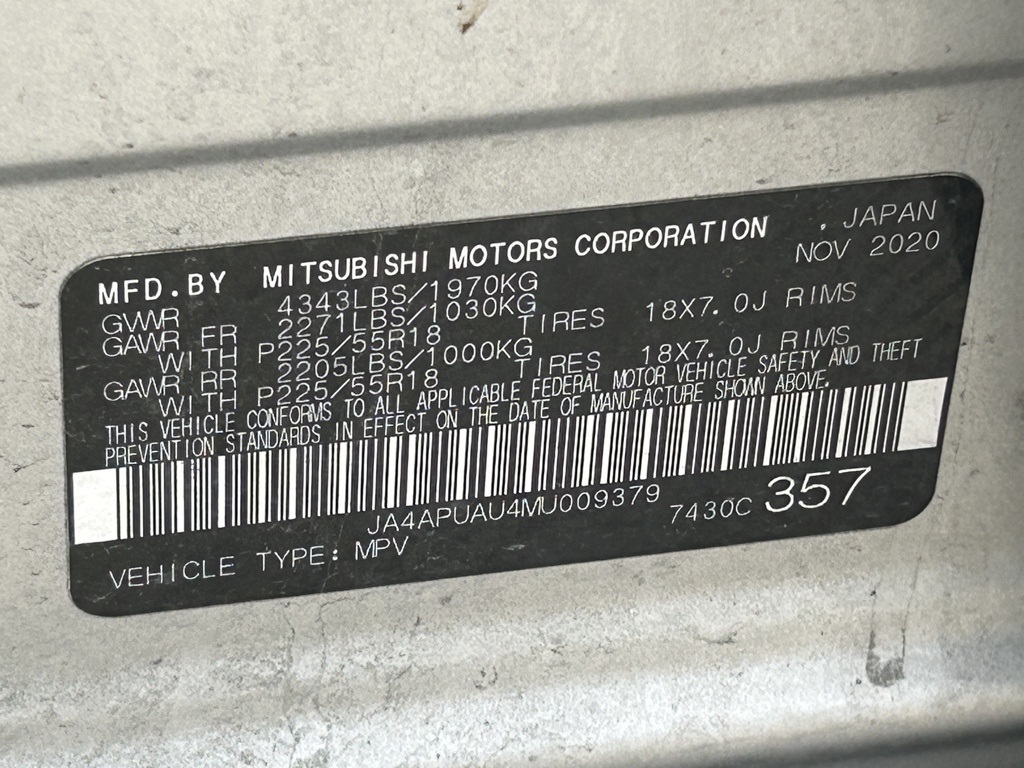 MFD.BY MITSUBISHI MOTORS CORPORATION . JAPAN
NOV 2020
GVWR 4343LBS/1970KG
GAWR FR 2271LBS/1030KG
WITH P225/55R18 TIRES 18X7.0J RIMS
GAWR RR 2205LBS/1000KG
WITH P225/55R18 TIRES 18X7.0J RIMS
THIS VEHICLE CONFORMS TO ALL APPLICABLE FEDERAL MOTOR VEHICLE SAFETY AND THEFT
PREVENTION STANDARDS IN EFFECT ON THE DATE OF MANUFACTURE SHOWN ABOVE.
JA4APUAU4MU009379
7430C 357
VEHICLE TYPE: MPV